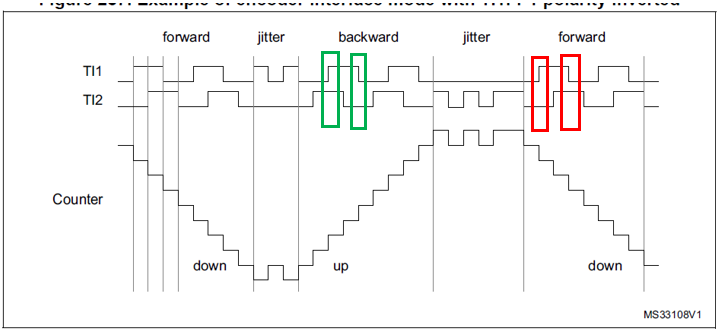 Figure 237. Example of encoder interface mode with TI1FP1 polarity inverted
forward jitter backward jitter forward
TI1
TI2
Counter
down up down
MS33108V1